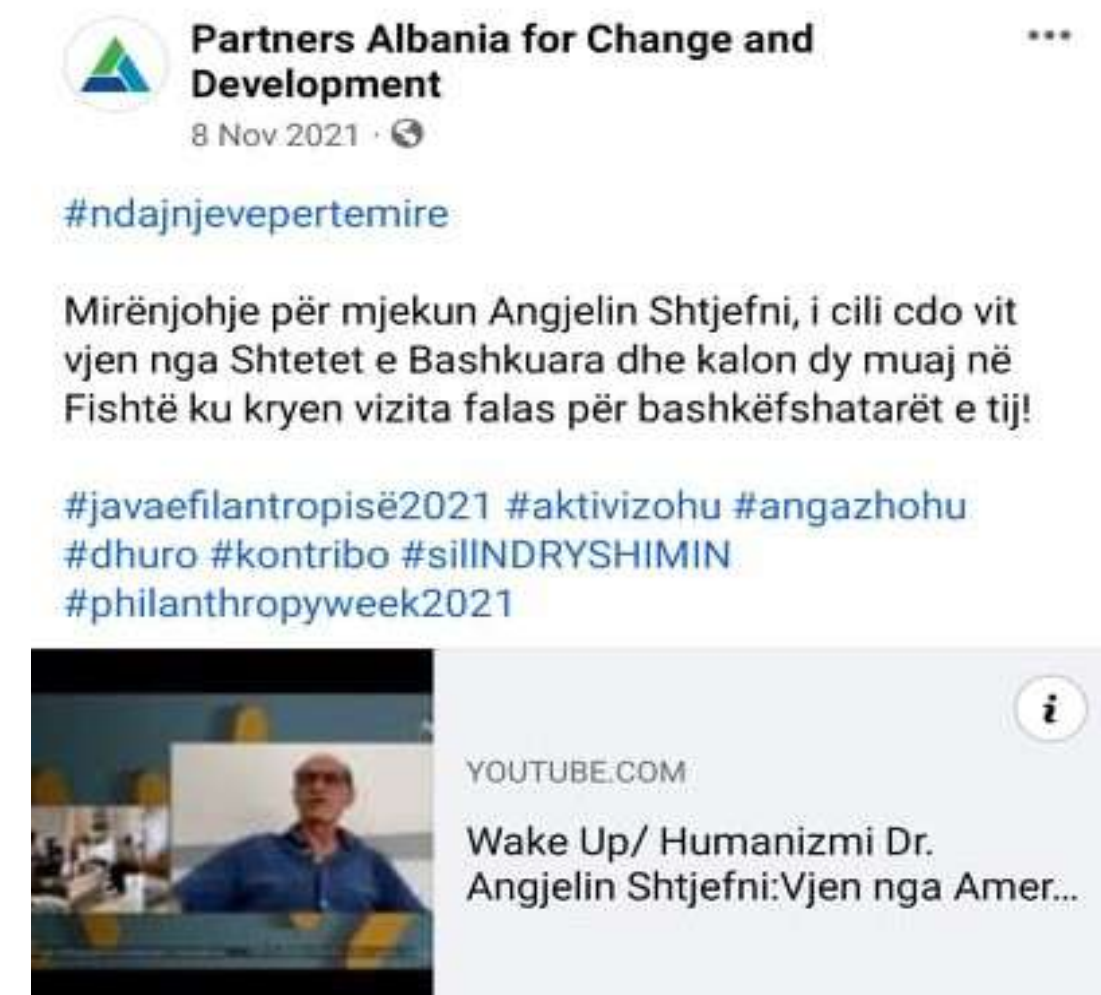 Partners Albania for Change and
Development
8 Nov 2021 ·
#ndajnjevepertemire
Mirënjohje për mjekun Angjelin Shtjefni, i cili cdo vit
vjen nga Shtetet e Bashkuara dhe kalon dy muaj në
Fishtë ku kryen vizita falas për bashkëfshatarët e tij!
#javaefilantropisë2021 #aktivizohu #angazhohu
#dhuro #kontribo #sillNDRYSHIMIN
#philanthropyweek2021
YOUTUBE.COM
Wake Up/ Humanizmi Dr.
Angjelin Shtjefni:Vjen nga Amer...